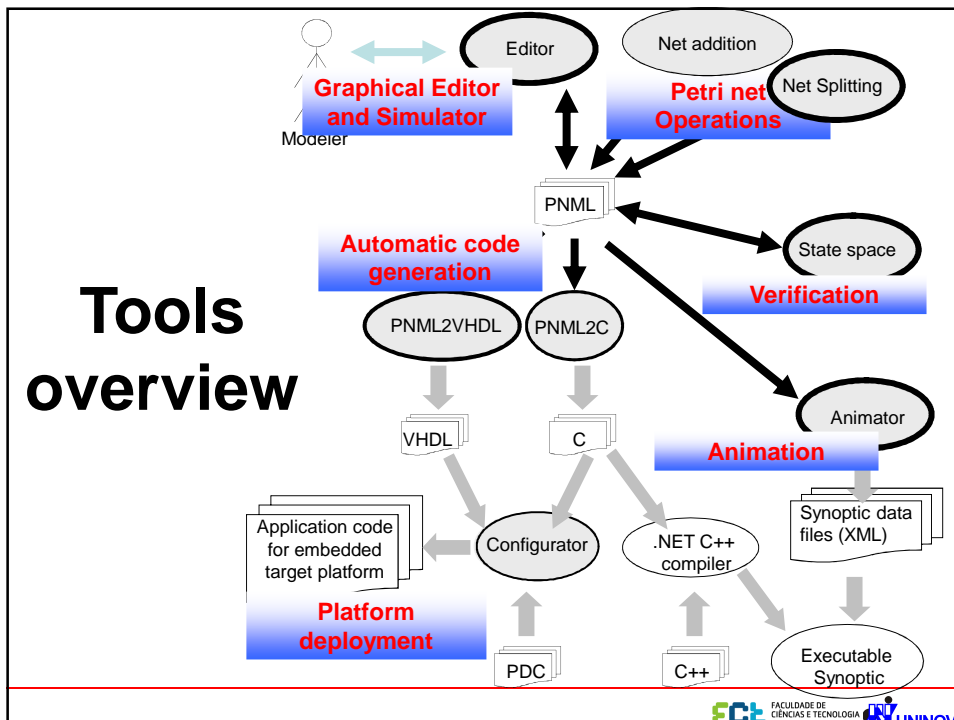 Editor
Net addition
Net Splitting
Graphical Editor
and Simulator
Petri net
Operations
Modeler
PNML
Automatic code
generation
State space
Verification
Tools
overview
PNML2VHDL
PNML2C
Animator
Animation
VHDL
C
Synoptic data
files (XML)
Application code
for embedded
target platform
Configurator
.NET C++
compiler
Platform
deployment
PDC
C++
Executable
Synoptic
FACULDADE DE
CIÊNCIAS E TECNOLOGIA